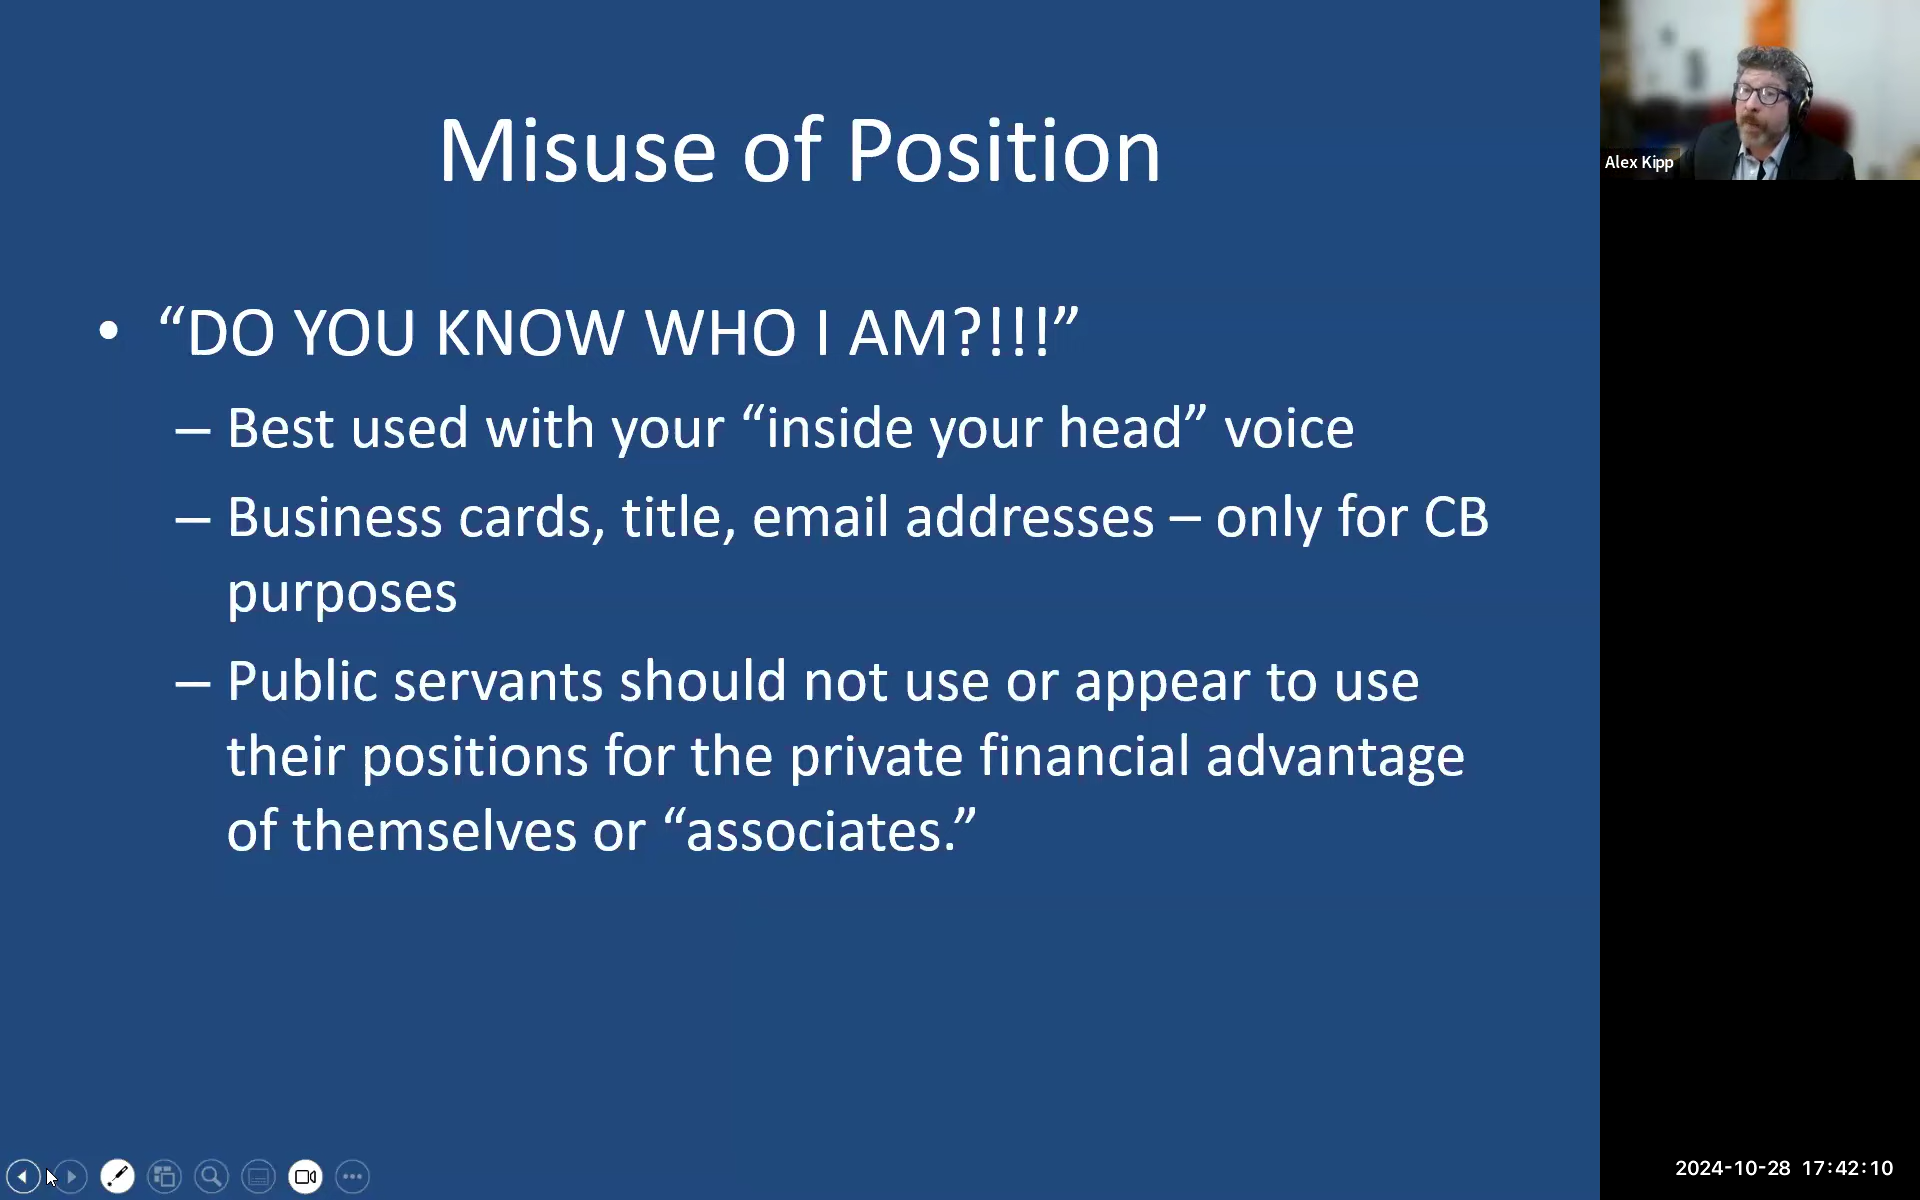 Misuse of Position
• “DO YOU KNOW WHO I AM?!!!”
– Best used with your “inside your head” voice
– Business cards, title, email addresses – only for CB
purposes
– Public servants should not use or appear to use
their positions for the private financial advantage
of themselves or “associates.”
Alex Kipp
2024-10-28 17:42:10